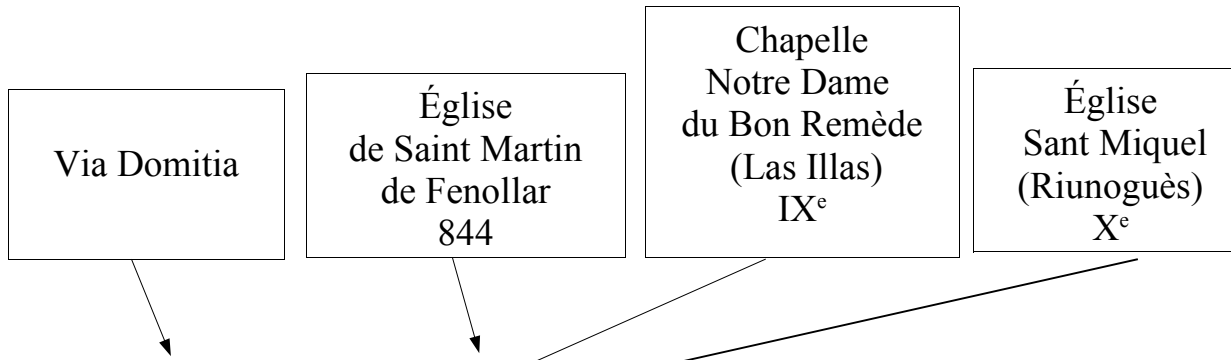 Via Domitia
Église
de Saint Martin
de Fenollar
844
Chapelle
Notre Dame
du Bon Remède
(Las Illas)
IXᵉ
Église
Sant Miquel
(Riunoguès)
Xᵉ